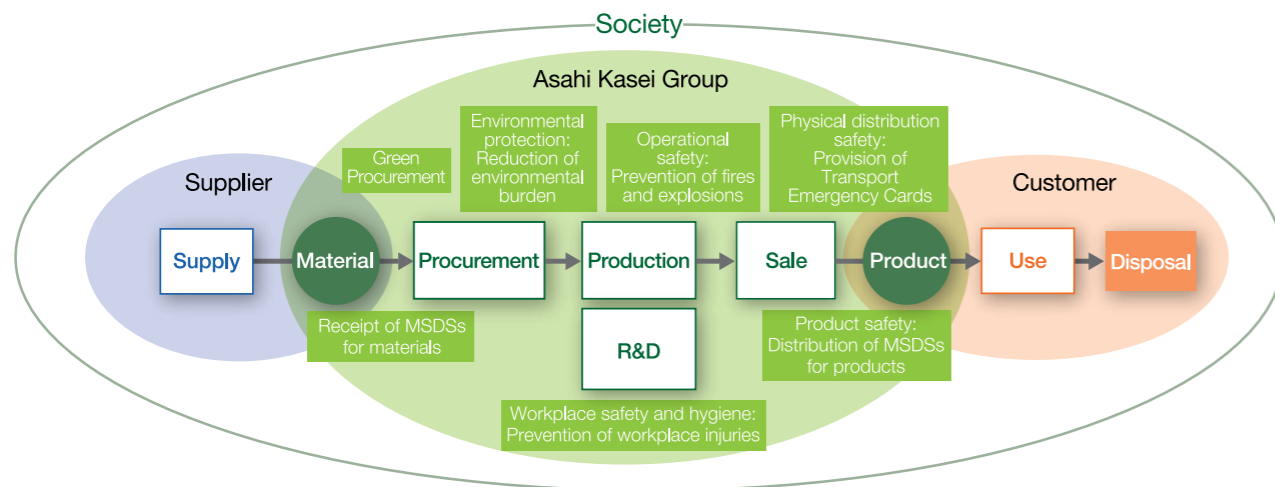 Society
Asahi Kasei Group
Supplier
Customer
Green
Procurement
Environmental
protection:
Reduction of
environmental
burden
Operational
safety:
Prevention of fires
and explosions
Physical distribution
safety:
Provision of
Transport
Emergency Cards
Supply
Material
Procurement
Production
Sale
Product
Use
Disposal
Receipt of MSDSs
for materials
R&D
Product safety:
Distribution of MSDSs
for products
Workplace safety and hygiene:
Prevention of workplace injuries